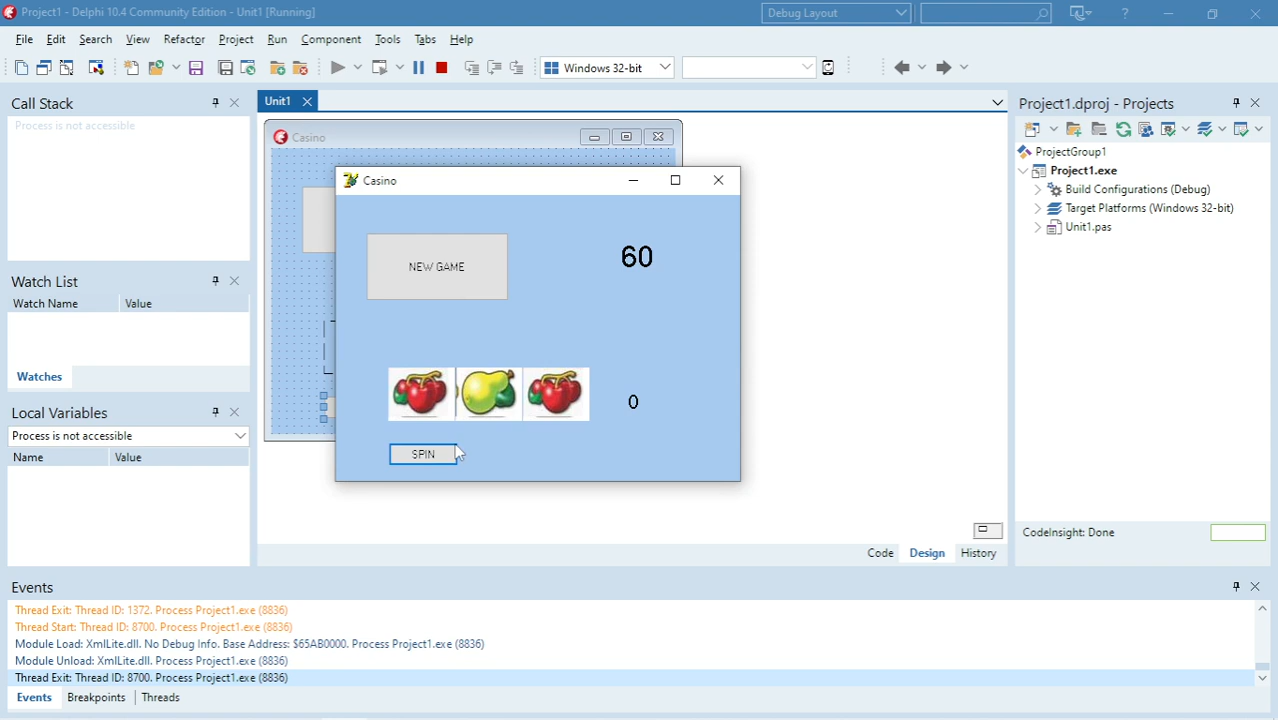 Project1 - Delphi 10.4 Community Edition - Unit1 [Running]
Debug Layout
File Edit Search View Refactor Project Run Component Tools Tabs Help
Windows 32-bit
Call Stack
Process is not accessible
Unit1
Casino
Project1.dproj - Projects
ProjectGroup1
Project1.exe
Build Configurations (Debug)
Target Platforms (Windows 32-bit)
Unit1.pas
Casino
NEW GAME
60
Watch List
Watch Name Value
Watches
0
SPIN
Local Variables
Process is not accessible
Name Value
CodeInsight: Done
Code Design History
Events
Thread Exit: Thread ID: 1372. Process Project1.exe (8836)
Thread Start: Thread ID: 8700. Process Project1.exe (8836)
Module Load: XmlLite.dll. No Debug Info. Base Address: $65AB0000. Process Project1.exe (8836)
Module Unload: XmlLite.dll. Process Project1.exe (8836)
Thread Exit: Thread ID: 8700. Process Project1.exe (8836)
Events Breakpoints Threads